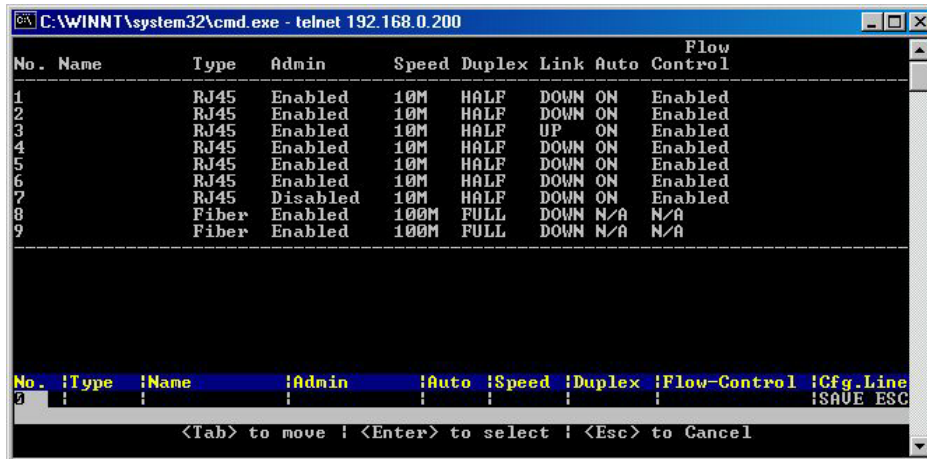 C:\WINNT\system32\cmd.exe - telnet 192.168.0.200
Flow
No. Name Type Admin Speed Duplex Link Auto Control
1 RJ45 Enabled 10M HALF DOWN ON Enabled
2 RJ45 Enabled 10M HALF DOWN ON Enabled
3 RJ45 Enabled 10M HALF UP ON Enabled
4 RJ45 Enabled 10M HALF DOWN ON Enabled
5 RJ45 Enabled 10M HALF DOWN ON Enabled
6 RJ45 Enabled 10M HALF DOWN ON Enabled
7 RJ45 Disabled 10M HALF DOWN ON Enabled
8 Fiber Enabled 100M FULL DOWN N/A N/A
9 Fiber Enabled 100M FULL DOWN N/A N/A
No. |Type |Name |Admin |Auto |Speed |Duplex |Flow-Control |Cfg.Line
0 | | | | | | | |SAVE ESC
<Tab> to move | <Enter> to select | <Esc> to Cancel